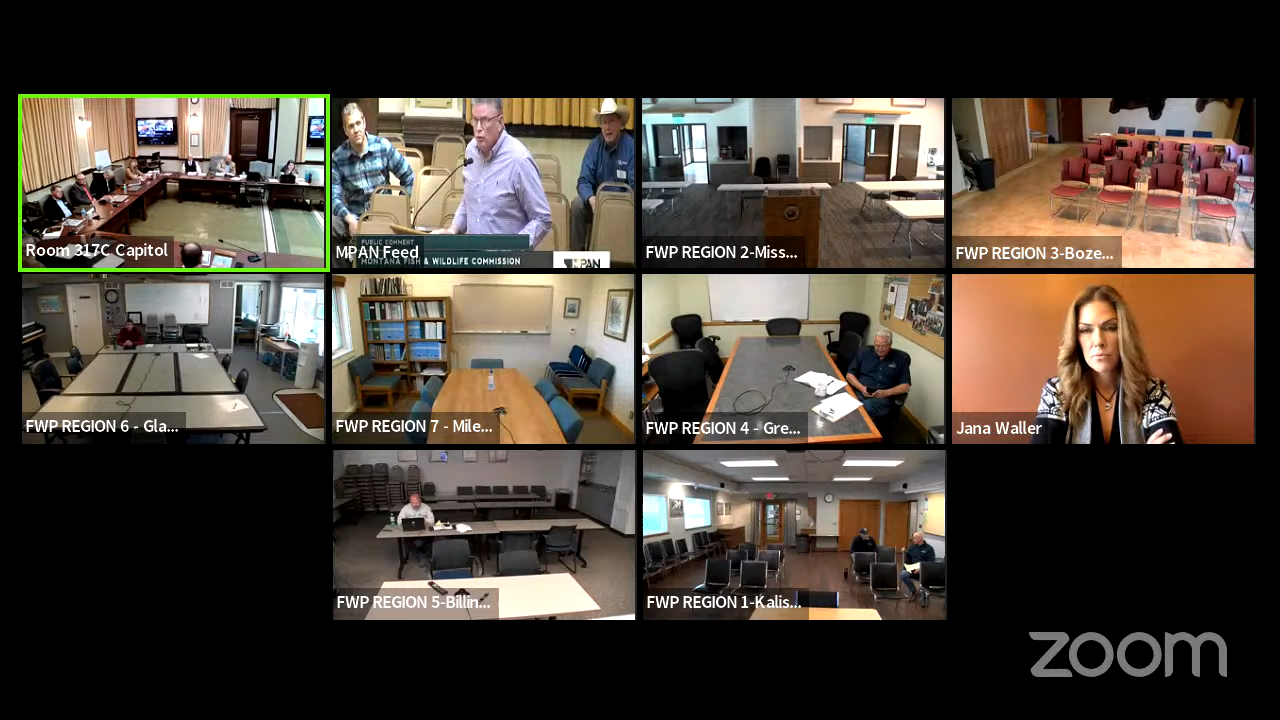 Room 317C Capitol
PUBLIC COMMENT
MPAN Feed
MONTANA FISH & WILDLIFE COMMISSION
MPAN
FWP REGION 2-Miss...
FWP REGION 3-Boze...
FWP REGION 6 - Gla...
FWP REGION 7 - Mile...
FWP REGION 4 - Gre...
Jana Waller
FWP REGION 5-Billin...
FWP REGION 1-Kalis...
zoom